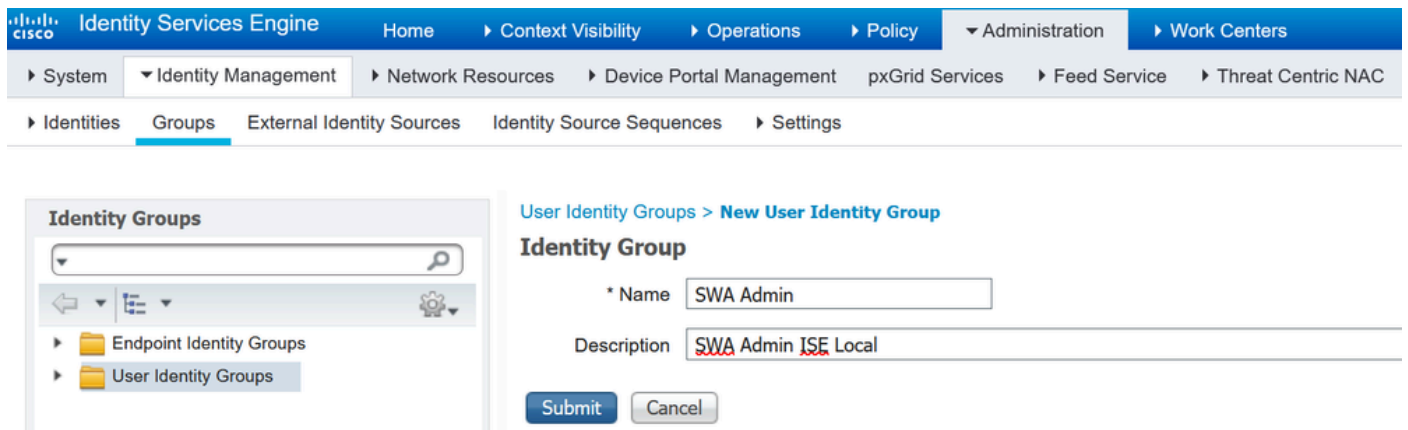 cisco Identity Services Engine Home Context Visibility Operations Policy Administration Work Centers
System Identity Management Network Resources Device Portal Management pxGrid Services Feed Service Threat Centric NAC
Identities Groups External Identity Sources Identity Source Sequences Settings
Identity Groups
Endpoint Identity Groups
User Identity Groups
User Identity Groups > New User Identity Group
Identity Group
* Name SWA Admin
Description SWA Admin ISE Local
Submit Cancel